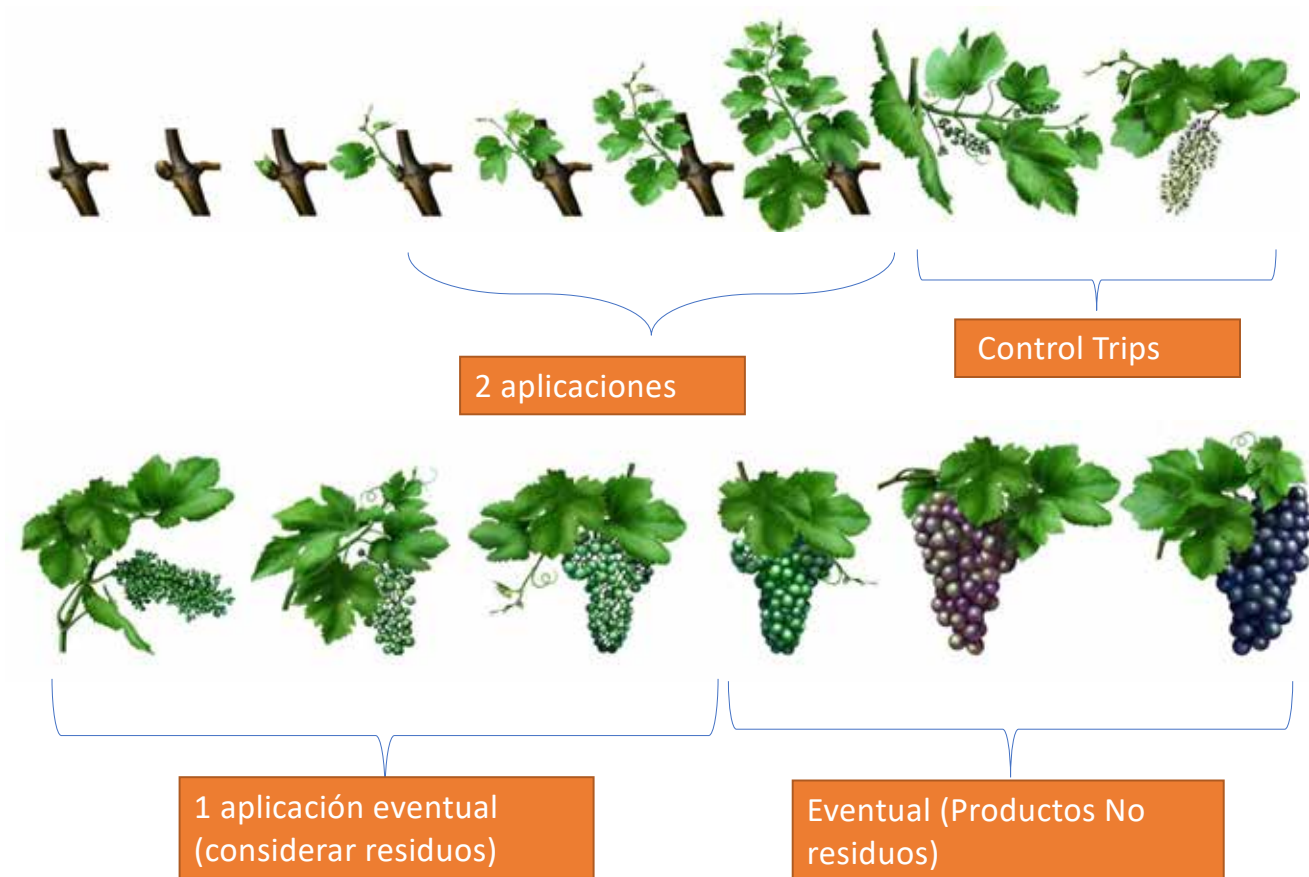 Control Trips
2 aplicaciones
1 aplicación eventual
(considerar residuos)
Eventual (Productos No
residuos)